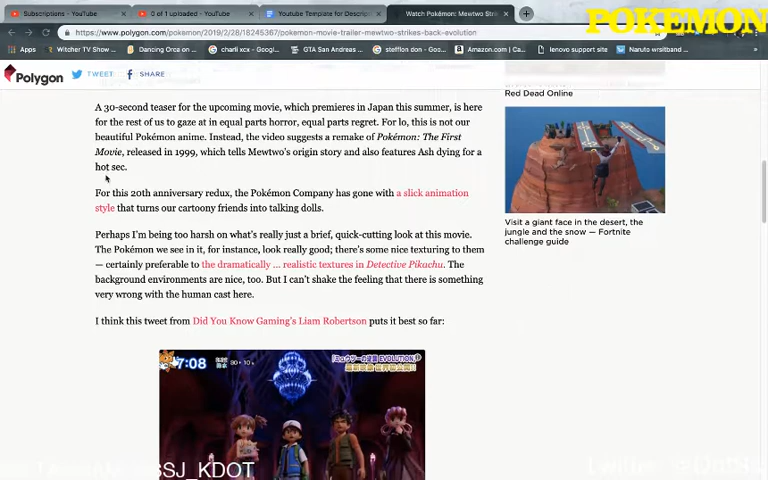 Subscriptions - YouTube
0 of 1 uploaded - YouTube
Youtube Template for Descrip
Watch Pokémon: Mewtwo Stri
POKEMON
https://www.polygon.com/pokemon/2019/2/28/18245367/pokemon-movie-trailer-mewtwo-strikes-back-evolution
Apps
Witcher TV Show ...
Dancing Orce on ...
charli xcx - Googl...
GTA San Andreas ...
stefflon don - Goo...
Amazon.com | Ca...
lenovo support site
Naruto wrsitband ...
Polygon
TWEET
SHARE
Red Dead Online
A 30-second teaser for the upcoming movie, which premieres in Japan this summer, is here
for the rest of us to gaze at in equal parts horror, equal parts regret. For lo, this is not our
beautiful Pokémon anime. Instead, the video suggests a remake of Pokémon: The First
Movie, released in 1999, which tells Mewtwo's origin story and also features Ash dying for a
hot sec.
For this 20th anniversary redux, the Pokémon Company has gone with a slick animation
style that turns our cartoony friends into talking dolls.
Visit a giant face in the desert, the
jungle and the snow — Fortnite
challenge guide
Perhaps I'm being too harsh on what's really just a brief, quick-cutting look at this movie.
The Pokémon we see in it, for instance, look really good; there's some nice texturing to them
— certainly preferable to the dramatically ... realistic textures in Detective Pikachu. The
background environments are nice, too. But I can't shake the feeling that there is something
very wrong with the human cast here.
I think this tweet from Did You Know Gaming's Liam Robertson puts it best so far:
7:08
SSJ_KDOT